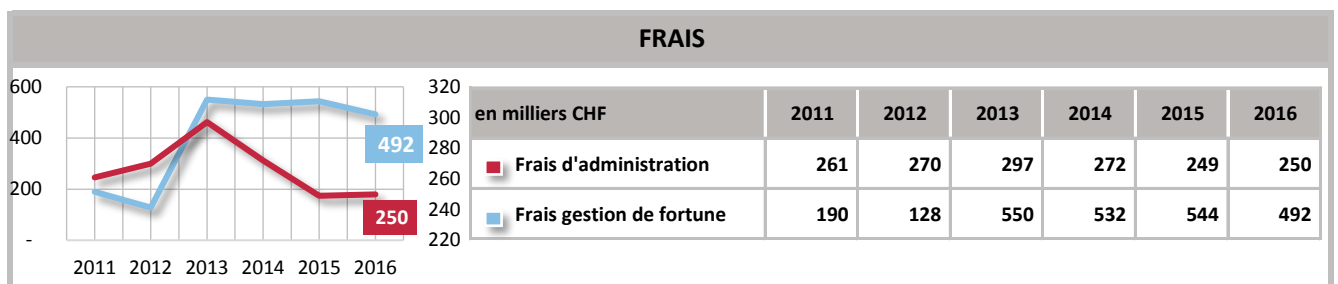 FRAIS
600
400
200
-
492
250
2011 2012 2013 2014 2015 2016
320
300
280
260
240
220
en milliers CHF 2011 2012 2013 2014 2015 2016
Frais d'administration 261 270 297 272 249 250
Frais gestion de fortune 190 128 550 532 544 492